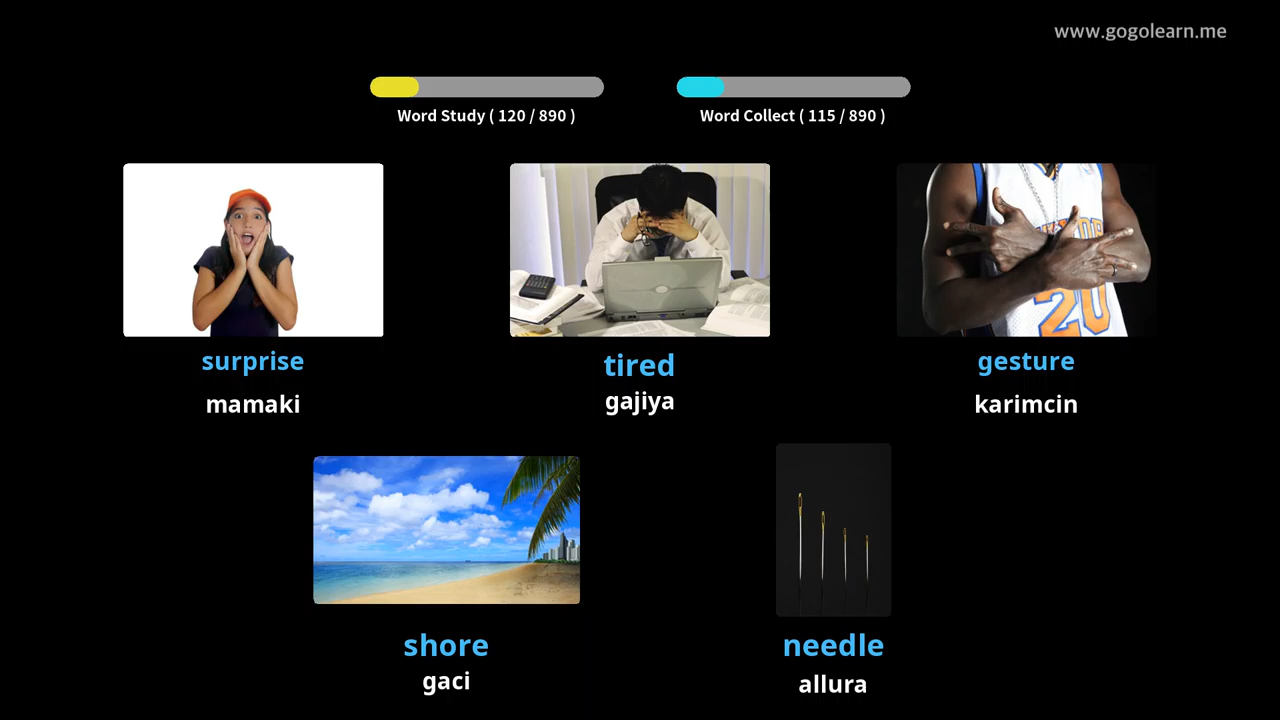 www.gogolearn.me
Word Study ( 120 / 890 )
Word Collect ( 115 / 890 )
20
surprise
tired
gesture
mamaki
gajiya
karimcin
shore
needle
gaci
allura